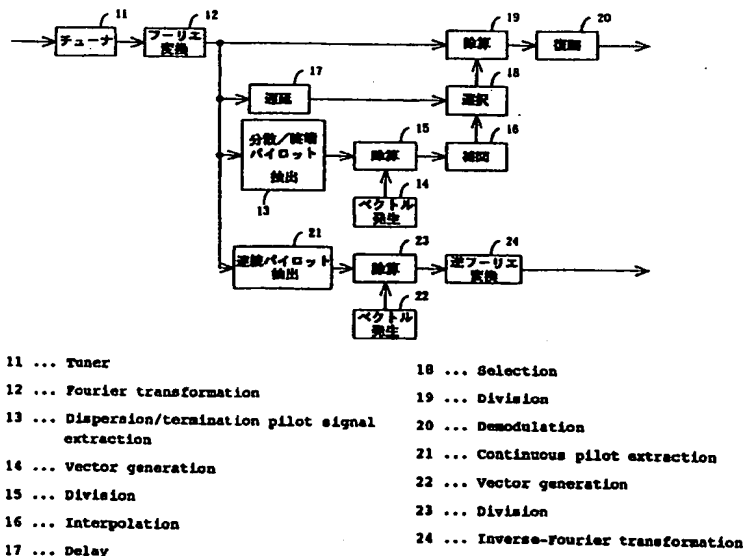 11
12
19
20
チューナ
フーリエ
変換
除算
復調
17
18
遅延
選択
15
16
分散/終端
パイロット
抽出
除算
補間
13
14
ベクトル
発生
21
23
24
連続パイロット
抽出
除算
逆フーリエ
変換
22
ベクトル
発生
11 ... Tuner
12 ... Fourier transformation
13 ... Dispersion/termination pilot signal
extraction
14 ... Vector generation
15 ... Division
16 ... Interpolation
17 ... Delay
18 ... Selection
19 ... Division
20 ... Demodulation
21 ... Continuous pilot extraction
22 ... Vector generation
23 ... Division
24 ... Inverse-Fourier transformation